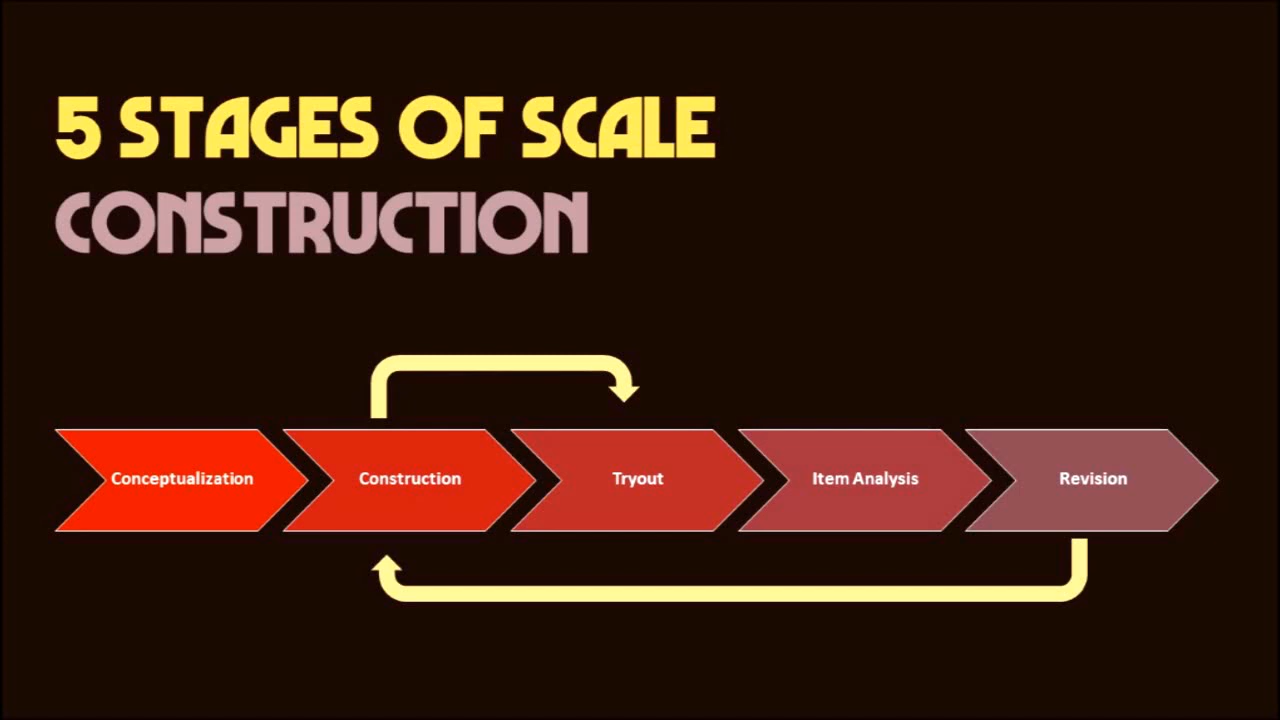 5 STAGES OF SCALE
CONSTRUCTION
Conceptualization
Construction
Tryout
Item Analysis
Revision